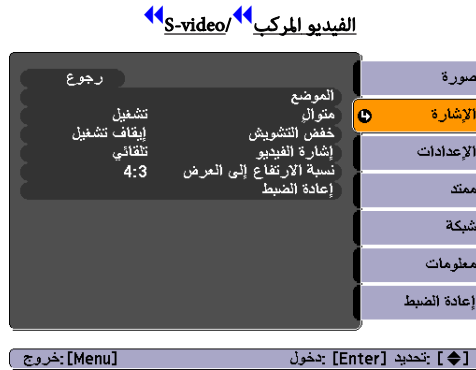 الفيديو المركب/S-video
رجوع
الموضع
متوالٍ تشغيل
خفض التشويش إيقاف تشغيل
إشارة الفيديو تلقائي
نسبة الارتفاع إلى العرض 4:3
إعادة الضبط
صورة
الإشارة
الإعدادات
ممتد
شبكة
معلومات
إعادة الضبط
[ ] :تحديد [Enter] :دخول [Menu] :خروج